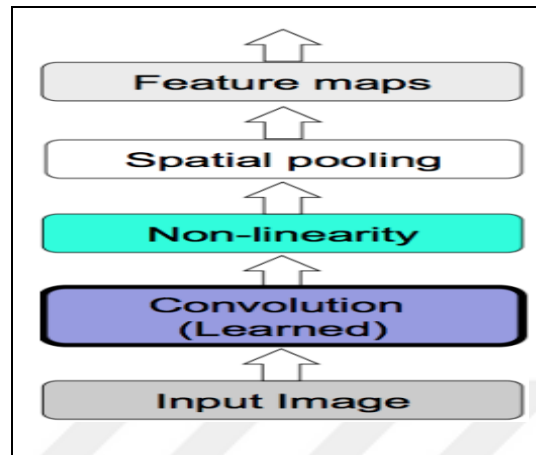 Feature maps
Spatial pooling
Non-linearity
Convolution
(Learned)
Input Image